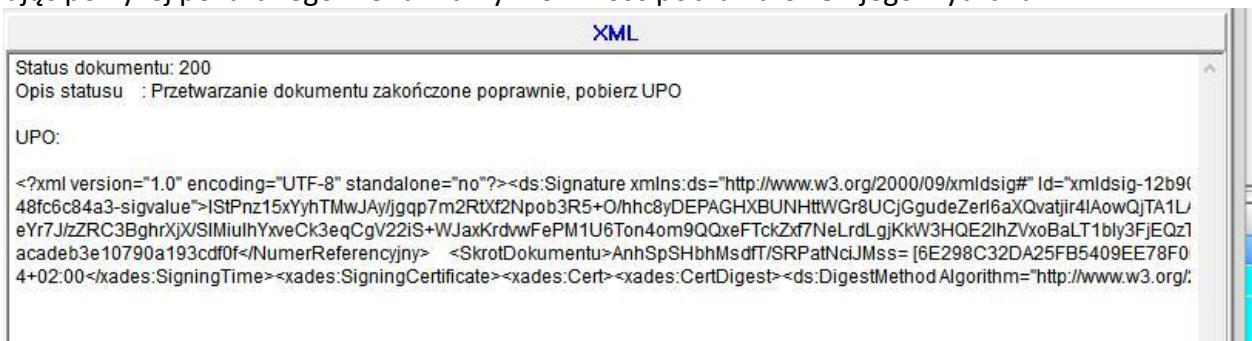 XML
Status dokumentu: 200
Opis statusu : Przetwarzanie dokumentu zakończone poprawnie, pobierz UPO
UPO:
<?xml version="1.0" encoding="UTF-8" standalone="no"?><ds:Signature xmlns:ds="http://www.w3.org/2000/09/xmldsig#" Id="xmldsig-12b9
48fc6c84a3-sigvalue">IStPnz15xYyhTMwJAy/jgqp7m2RtXf2Npob3R5+O/hhc8yDEPAGHXBUNHttWGr8UCjGgudeZerI6aXQvatjir4IAowQjTA1L
eYr7J/zZRC3BghrXjX/SIMiulhYxveCk3eqCgV22iS+WJaxKrdvwFePM1U6Ton4om9QQxeFTckZxf7NeLrdLgjKkW3HQE2IhZVxoBaLT1bly3FjEQz
acadeb3e10790a193cdf0f</NumerReferencyjny> <SkrotDokumentu>AnhSpSHbhMsdfT/SRPatNciJMss= [6E298C32DA25FB5409EE78F0
4+02:00</xades:SigningTime><xades:SigningCertificate><xades:Cert><xades:CertDigest><ds:DigestMethod Algorithm="http://www.w3.org/